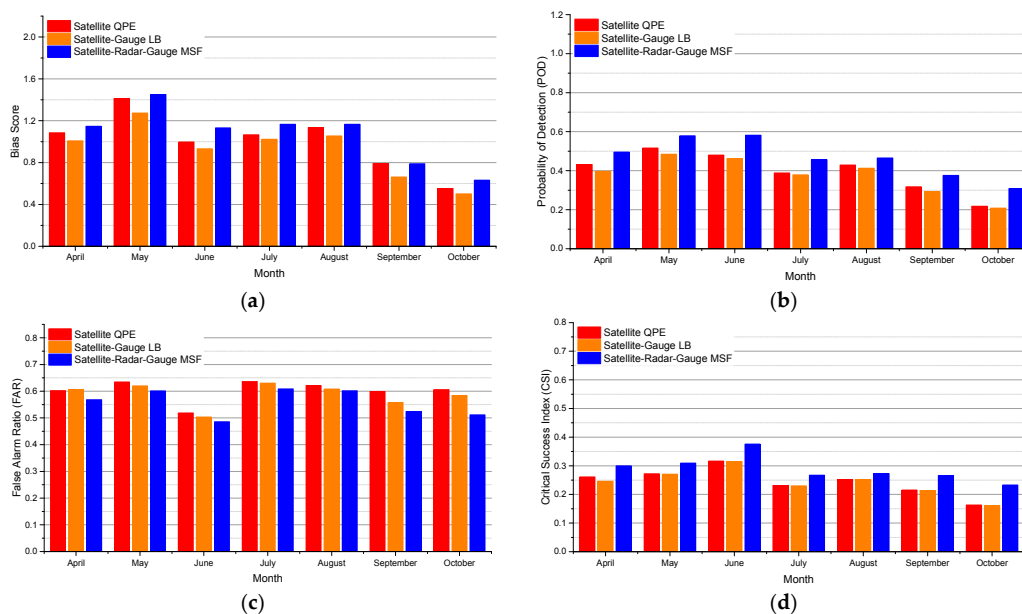 Satellite QPE
Satellite-Gauge LB
Satellite-Radar-Gauge MSF
2.0
1.6
1.2
0.8
0.4
0.0
Bias Score
April May June July August September October
Month
(a)
Satellite QPE
Satellite-Gauge LB
Satellite-Radar-Gauge MSF
1.2
1.0
0.8
0.6
0.4
0.2
0.0
Probability of Detection (POD)
April May June July August September October
Month
(b)
Satellite QPE
Satellite-Gauge LB
Satellite-Radar-Gauge MSF
0.8
0.7
0.6
0.5
0.4
0.3
0.2
0.1
0.0
False Alarm Ratio (FAR)
April May June July August September October
Month
(c)
Satellite QPE
Satellite-Gauge LB
Satellite-Radar-Gauge MSF
0.8
0.7
0.6
0.5
0.4
0.3
0.2
0.1
0.0
Critical Success Index (CSI)
April May June July August September October
Month
(d)